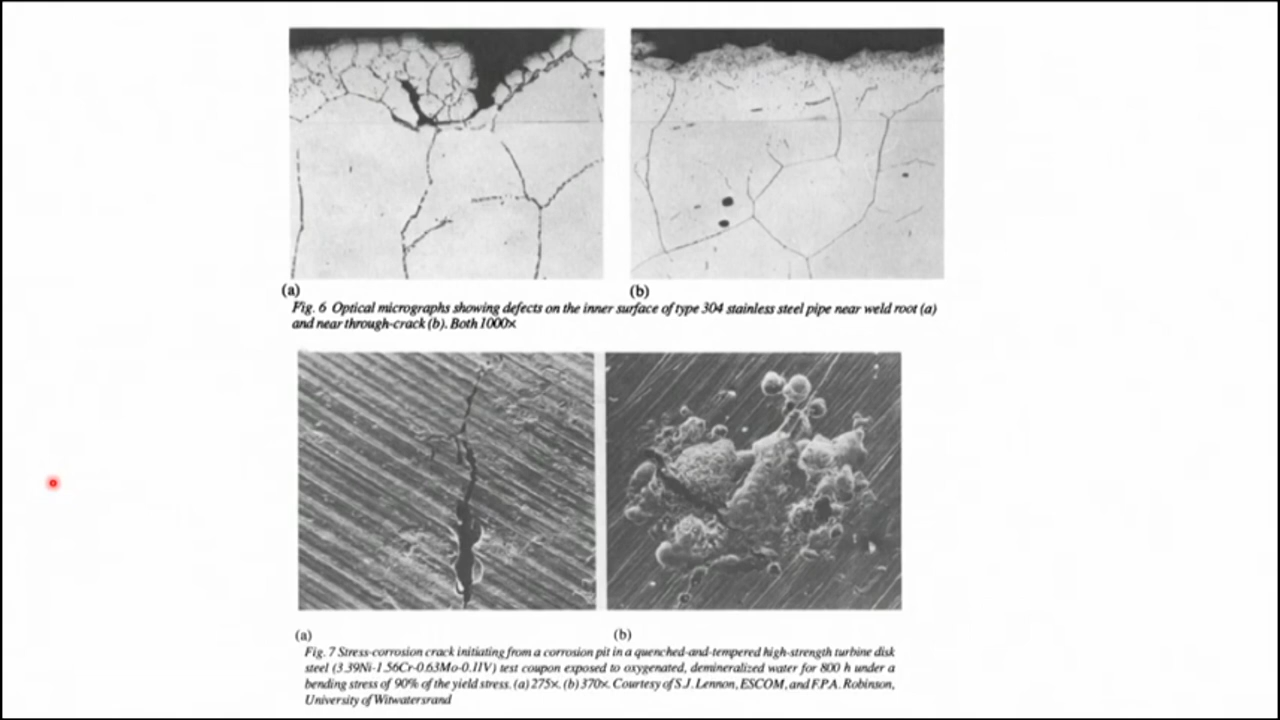 (a)
(b)
Fig. 6 Optical micrographs showing defects on the inner surface of type 304 stainless steel pipe near weld root (a)
and near through-crack (b). Both 1000×
(a)
(b)
Fig. 7 Stress-corrosion crack initiating from a corrosion pit in a quenched-and-tempered high-strength turbine disk
steel (3.39Ni-1.56Cr-0.63Mo-0.11V) test coupon exposed to oxygenated, demineralized water for 800 h under a
bending stress of 90% of the yield stress. (a) 275×. (b) 370×. Courtesy of S.J. Lennon, ESCOM, and F.P.A. Robinson,
University of Witwatersrand